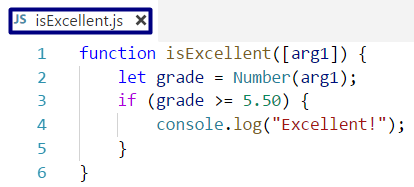 JS isExcellent.js ×
1 function isExcellent([arg1]) {
2 let grade = Number(arg1);
3 if (grade >= 5.50) {
4 console.log("Excellent!");
5 }
6 }